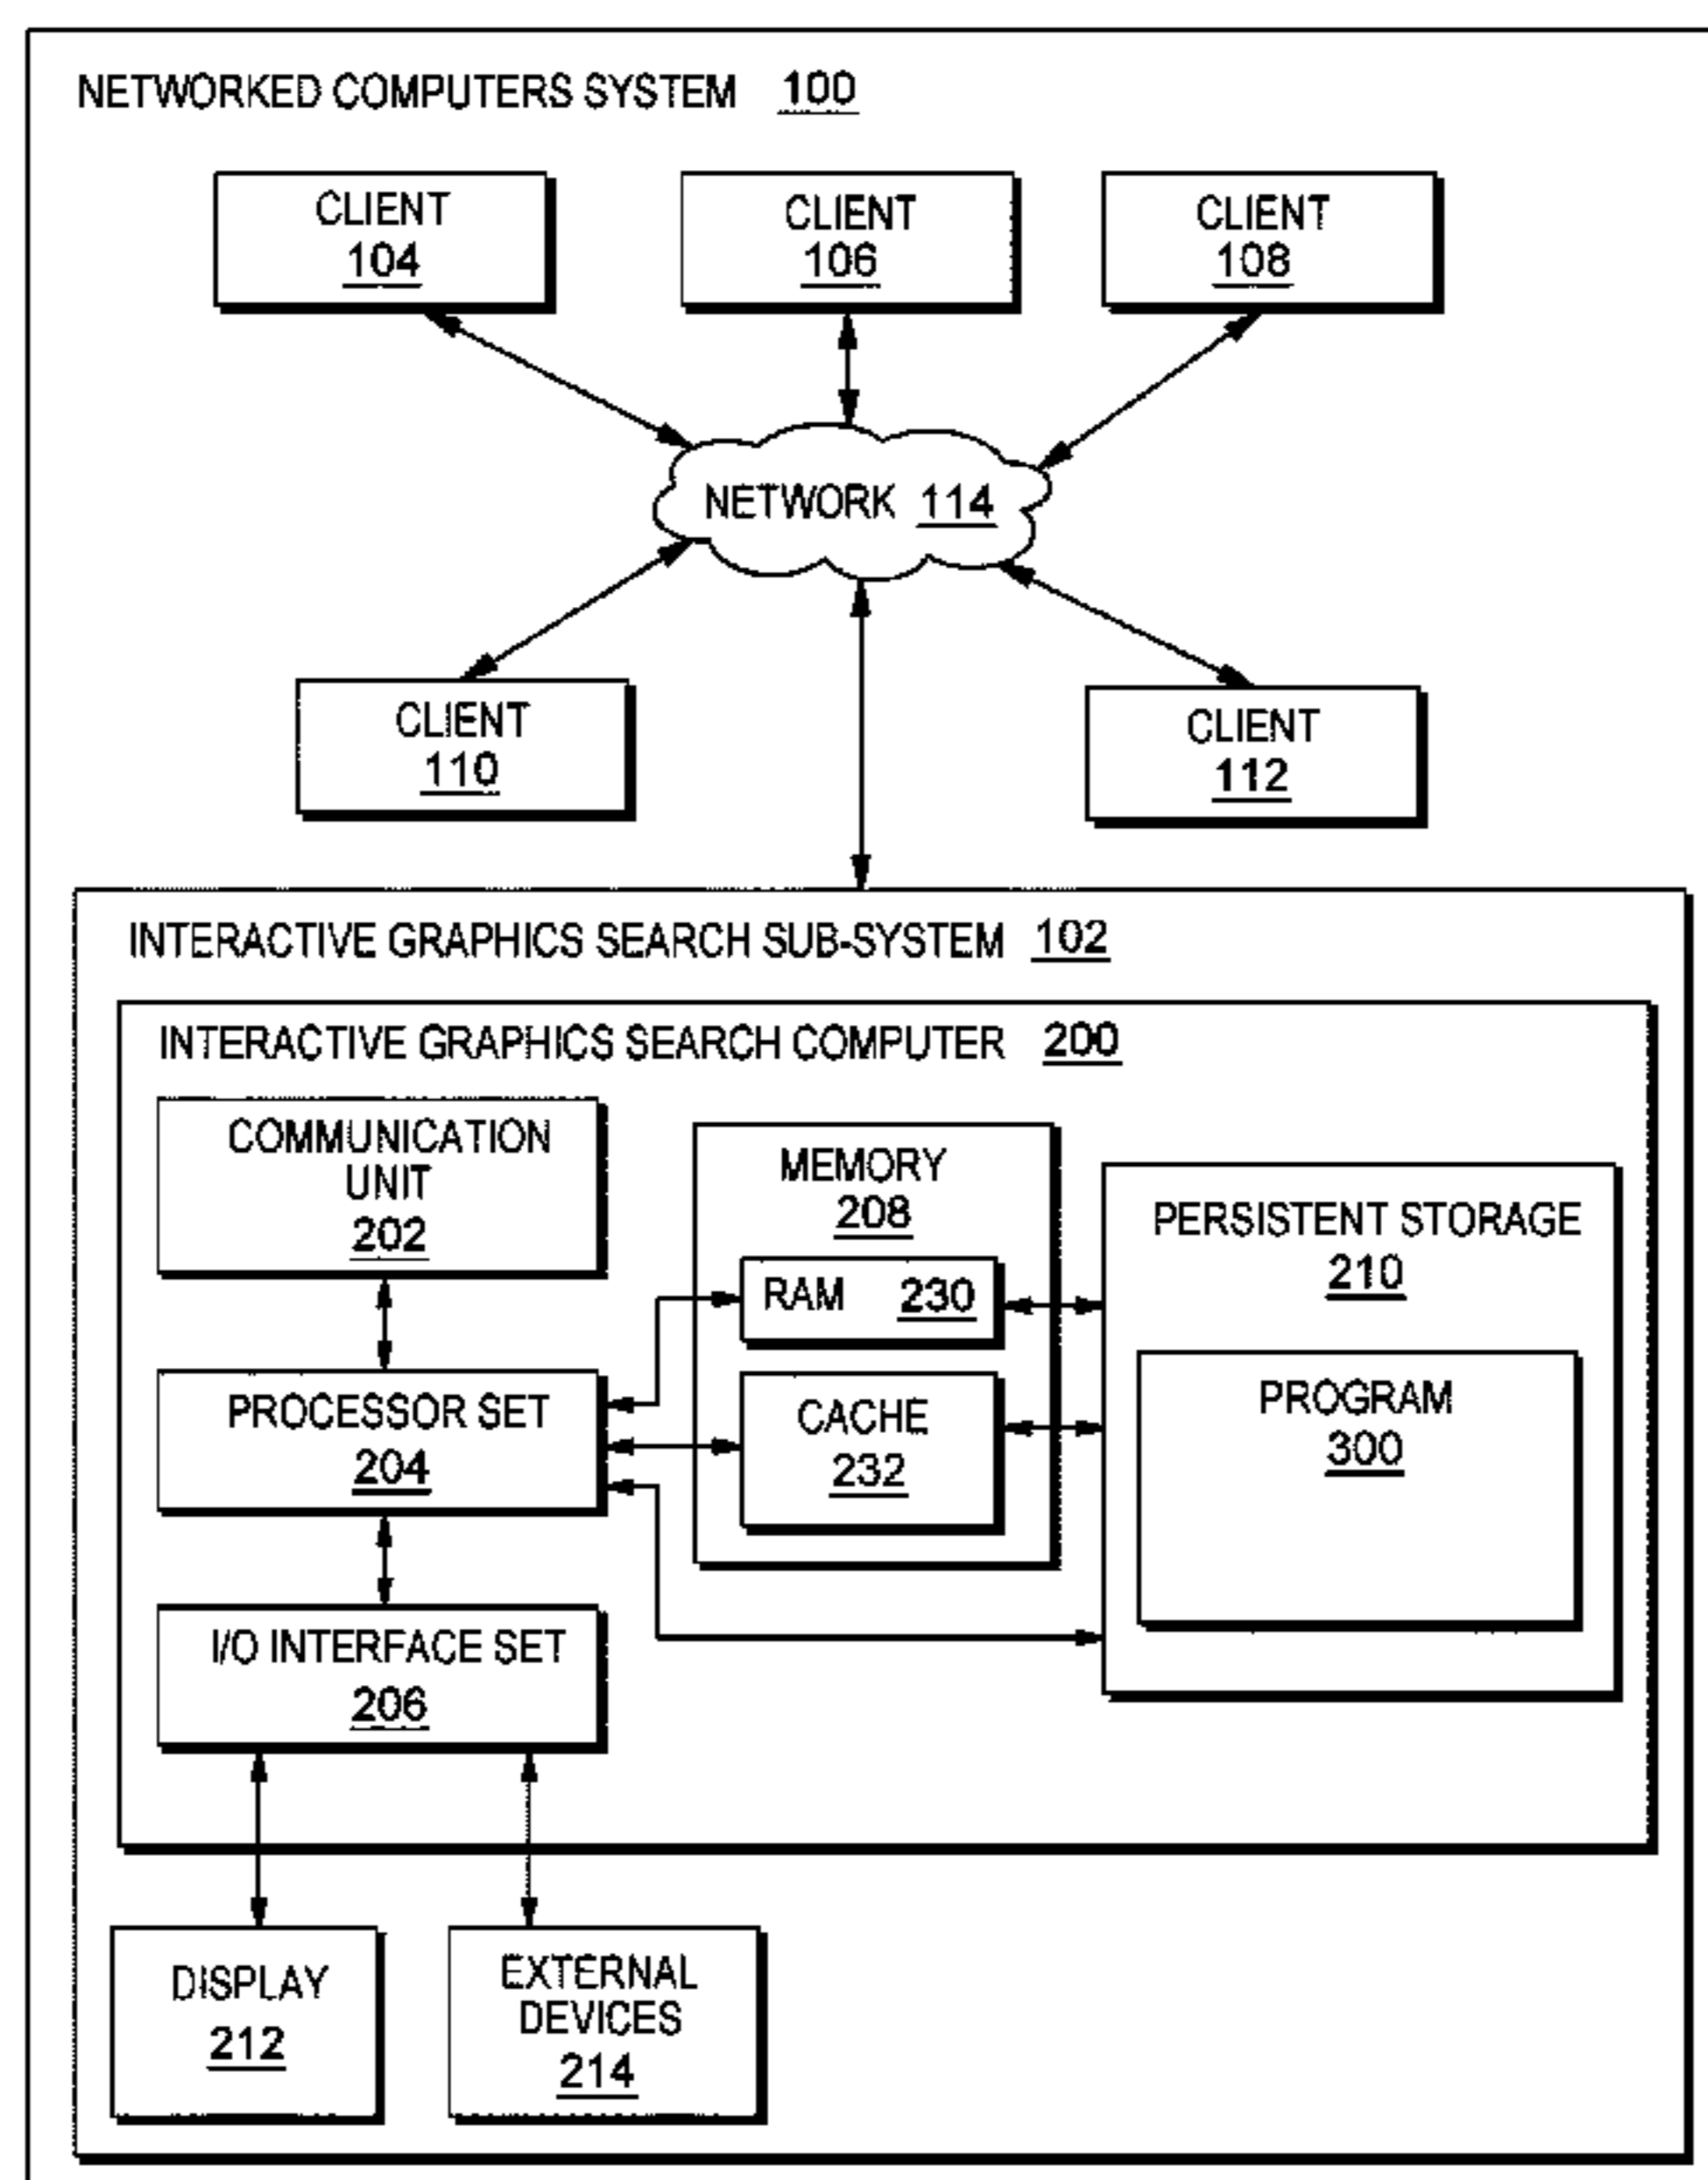 NETWORKED COMPUTERS SYSTEM 100
CLIENT
104
CLIENT
106
CLIENT
108
NETWORK 114
CLIENT
110
CLIENT
112
INTERACTIVE GRAPHICS SEARCH SUB-SYSTEM 102
INTERACTIVE GRAPHICS SEARCH COMPUTER 200
COMMUNICATION
UNIT
202
MEMORY
208
RAM 230
CACHE
232
PERSISTENT STORAGE
210
PROGRAM
300
PROCESSOR SET
204
I/O INTERFACE SET
206
DISPLAY
212
EXTERNAL
DEVICES
214